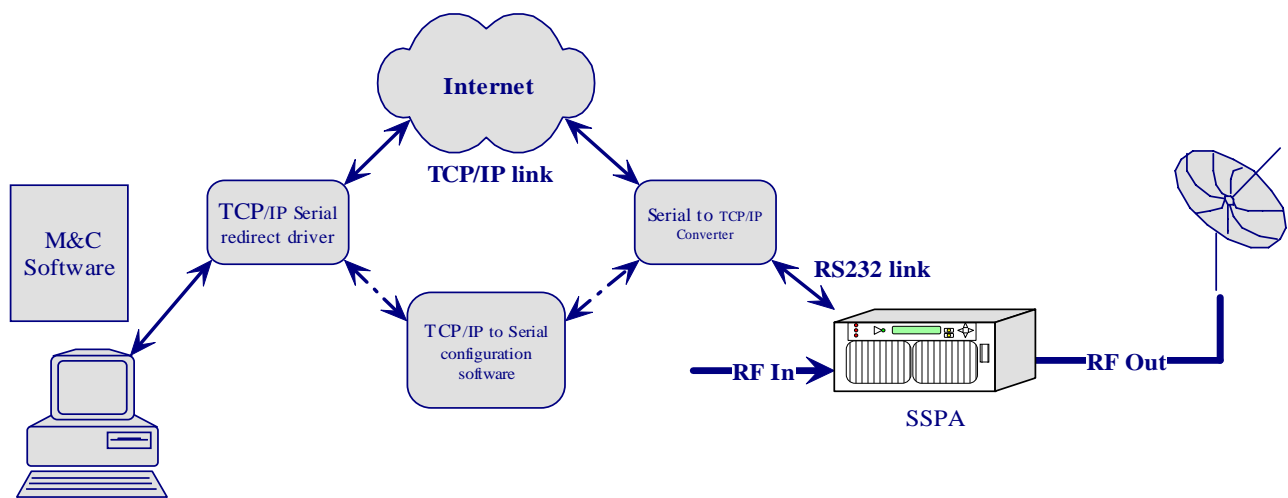 Internet
TCP/IP link
M&C
Software
TCP/IP Serial
redirect driver
Serial to TCP/IP
Converter
RS232 link
TCP/IP to Serial
configuration
software
RF In
RF Out
SSPA